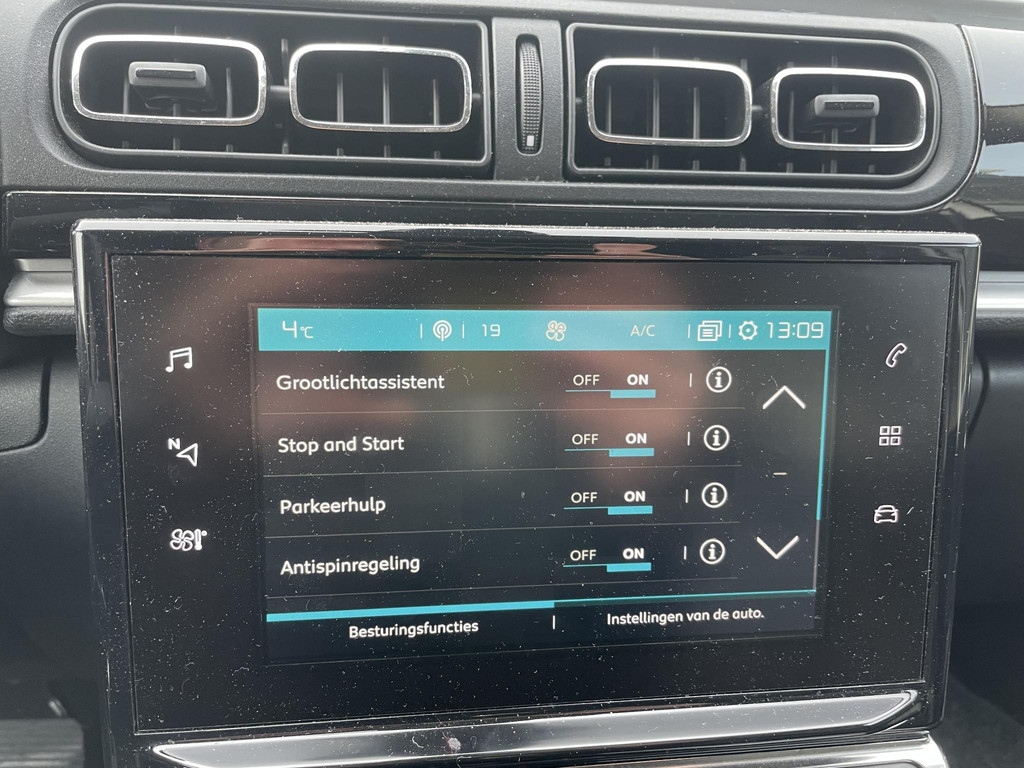 4°C 19 A/C 13:09
Grootlichtassistent OFF ON
Stop and Start OFF ON
N
Parkeerhulp OFF ON
Antispinregeling OFF ON
Besturingsfuncties Instellingen van de auto.